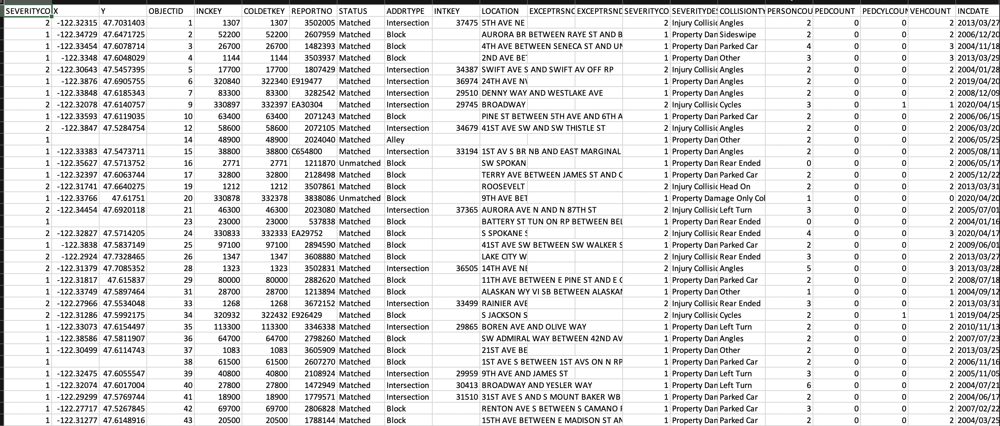 SEVERITYCO X Y OBJECTID INCKEY COLDETKEY REPORTNO STATUS ADDRTYPE INTKEY LOCATION EXCEPTRSNC EXCEPTRSND SEVERITYCO SEVERITYDES COLLISIONTY PERSONCOU PEDCOUNT PEDCYLCOUN VEHCOUNT INCDATE
2 -122.32315 47.7031403 1 1307 1307 3502005 Matched Intersection 37475 5TH AVE NE 2 Injury Collisic Angles 2 0 0 2 2013/03/27
1 -122.34729 47.6471725 2 52200 52200 2607959 Matched Block AURORA BR BETWEEN RAYE ST AND B 1 Property Dan Sideswipe 2 0 0 2 2006/12/20
1 -122.33454 47.6078714 3 26700 26700 1482393 Matched Block 4TH AVE BETWEEN SENECA ST AND UN 1 Property Dan Parked Car 4 0 0 3 2004/11/18
1 -122.3348 47.6048029 4 1144 1144 3503937 Matched Block 2ND AVE BET 1 Property Dan Other 3 0 0 3 2013/03/29
2 -122.30643 47.5457395 5 17700 17700 1807429 Matched Intersection 34387 SWIFT AVE S AND SWIFT AV OFF RP 2 Injury Collisic Angles 2 0 0 2 2004/01/28
1 -122.3876 47.6905755 6 320840 322340 E919477 Matched Intersection 36974 24TH AVE NW 1 Property Dan Angles 2 0 0 2 2019/04/20
1 -122.33848 47.6185343 7 83300 83300 3282542 Matched Intersection 29510 DENNY WAY AND WESTLAKE AVE 1 Property Dan Angles 2 0 0 2 2008/12/09
2 -122.32078 47.6140757 9 330897 332397 EA30304 Matched Intersection 29745 BROADWAY 2 Injury Collisic Cycles 3 0 1 1 2020/04/15
1 -122.33593 47.6119035 10 63400 63400 2071243 Matched Block PINE ST BETWEEN 5TH AVE AND 6TH A 1 Property Dan Parked Car 2 0 0 2 2006/06/15
2 -122.3847 47.5284754 12 58600 58600 2072105 Matched Intersection 34679 41ST AVE SW AND SW THISTLE ST 2 Injury Collisic Angles 2 0 0 2 2006/03/20
1 14 48900 48900 2024040 Matched Alley 1 Property Dan Other 2 0 0 2 2006/05/25
1 -122.33383 47.5473711 15 38800 38800 C654800 Matched Intersection 33194 1ST AV S BR NB AND EAST MARGINAL 1 Property Dan Angles 2 0 0 2 2005/08/11
1 -122.35627 47.5713752 16 2771 2771 1211870 Unmatched Block SW SPOKAN 1 Property Dan Rear Ended 0 0 0 2 2006/05/17
1 -122.32397 47.6063744 17 32800 32800 2128498 Matched Block TERRY AVE BETWEEN JAMES ST AND C 1 Property Dan Parked Car 2 0 0 2 2005/12/22
2 -122.31741 47.6640275 19 1212 1212 3507861 Matched Block ROOSEVELT 2 Injury Collisic Head On 2 0 0 2 2013/03/31
1 -122.33766 47.61751 20 330878 332378 3838086 Unmatched Block 9TH AVE BET 1 Property Damage Only Col 1 0 0 0 2020/04/20
2 -122.34454 47.6920118 21 46300 46300 2023080 Matched Intersection 37365 AURORA AVE N AND N 87TH ST 2 Injury Collisic Left Turn 3 0 0 2 2005/07/01
1 23 23000 23000 537838 Matched Block BATTERY ST TUN ON RP BETWEEN BEL 1 Property Dan Rear Ended 0 0 0 2 2004/01/16
2 -122.32827 47.5714205 24 330833 332333 EA29752 Matched Block S SPOKANE S 2 Injury Collisic Rear Ended 4 0 0 3 2020/04/17
1 -122.3838 47.5837149 25 97100 97100 2894590 Matched Block 41ST AVE SW BETWEEN SW WALKER S 1 Property Dan Parked Car 2 0 0 2 2009/06/01
2 -122.2924 47.7328465 26 1347 1347 3608880 Matched Block LAKE CITY W 2 Injury Collisic Rear Ended 3 0 0 2 2013/03/27
2 -122.31379 47.7085352 28 1323 1323 3502831 Matched Intersection 36505 14TH AVE NE 2 Injury Collisic Angles 5 0 0 3 2013/03/28
1 -122.31817 47.615837 29 80000 80000 2882620 Matched Block 11TH AVE BETWEEN E PINE ST AND E O 1 Property Dan Parked Car 2 0 0 2 2008/07/18
1 -122.33749 47.5897464 31 28700 28700 1213894 Matched Block ALASKAN WY VI SB BETWEEN ALASKAN 1 Property Dan Other 1 0 0 1 2004/09/12
2 -122.27966 47.5534048 33 1268 1268 3672152 Matched Intersection 33499 RAINIER AVE 2 Injury Collisic Rear Ended 3 0 0 2 2013/03/31
2 -122.31286 47.5992175 34 320932 322432 E926429 Matched Block S JACKSON S 2 Injury Collisic Cycles 2 0 1 1 2019/04/25
1 -122.33073 47.6154497 35 113300 113300 3346338 Matched Intersection 29865 BOREN AVE AND OLIVE WAY 1 Property Dan Left Turn 2 0 0 2 2010/11/13
1 -122.38586 47.5811907 36 64700 64700 2798260 Matched Block SW ADMIRAL WAY BETWEEN 42ND AV 1 Property Dan Angles 2 0 0 2 2007/07/23
1 -122.30499 47.6114743 37 1083 1083 3605909 Matched Block 21ST AVE BE 1 Property Dan Other 2 0 0 2 2013/03/25
1 38 61500 61500 2607270 Matched Block 1ST AVE S BETWEEN 1ST AVS ON N RP 1 Property Dan Parked Car 2 0 0 2 2006/11/16
1 -122.32475 47.6055547 39 40800 40800 2108924 Matched Intersection 29959 9TH AVE AND JAMES ST 1 Property Dan Left Turn 3 0 0 2 2005/11/05
1 -122.32074 47.6017004 40 27800 27800 1472949 Matched Intersection 30413 BROADWAY AND YESLER WAY 1 Property Dan Left Turn 6 0 0 2 2004/07/21
1 -122.29299 47.5769744 41 18900 18900 1779571 Matched Intersection 31510 31ST AVE S AND S MOUNT BAKER WB 1 Property Dan Parked Car 2 0 0 2 2004/06/17
1 -122.27717 47.5267845 42 69700 69700 2806828 Matched Block RENTON AVE S BETWEEN S CAMANO P 1 Property Dan Parked Car 3 0 0 2 2007/02/22
1 -122.31277 47.6148916 43 20500 20500 1788144 Matched Block 15TH AVE BETWEEN E MADISON ST AN 1 Property Dan Parked Car 2 0 0 2 2004/03/25